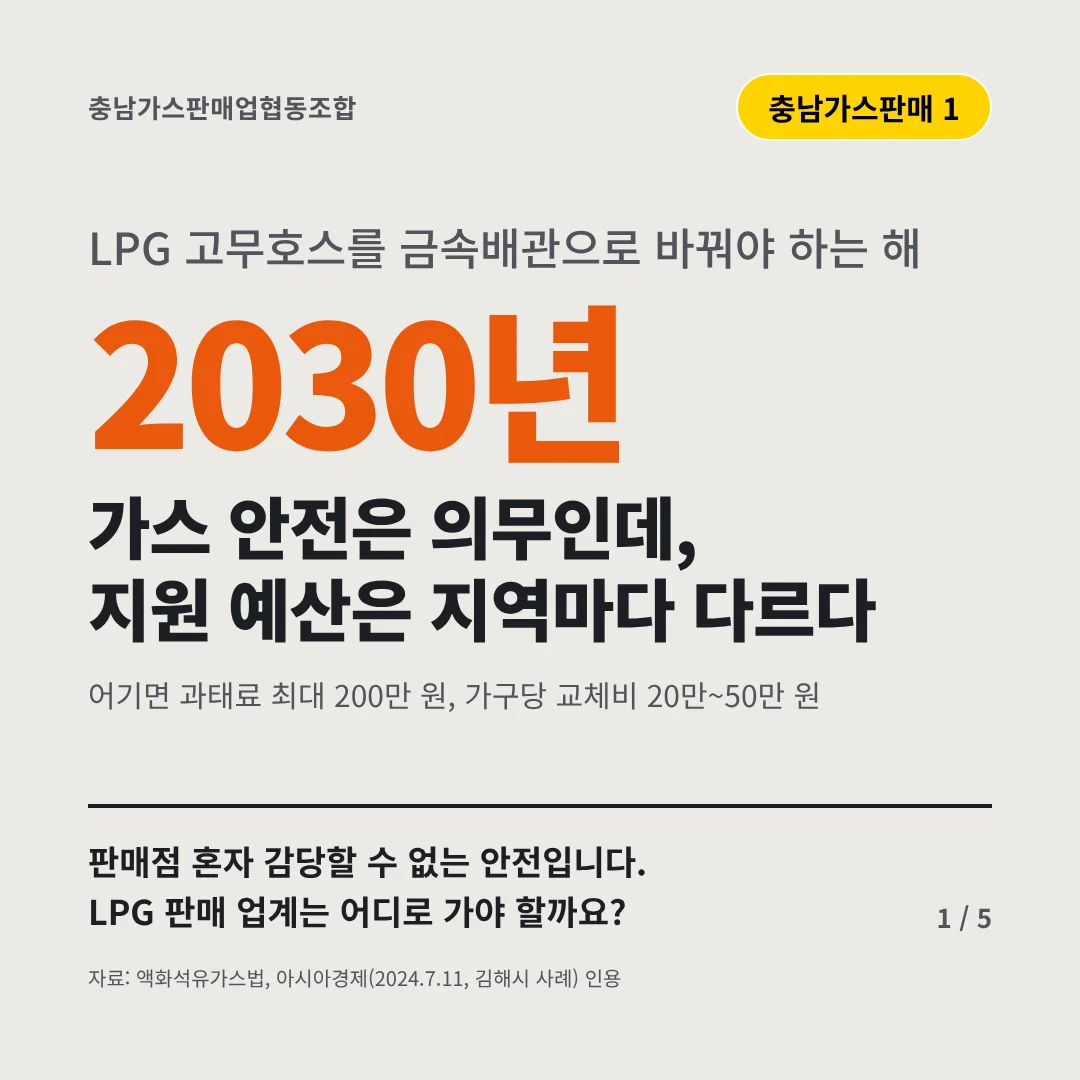 충남가스판매업협동조합
충남가스판매 1
LPG 고무호스를 금속배관으로 바꿔야 하는 해
2030년
가스 안전은 의무인데,
지원 예산은 지역마다 다르다
어기면 과태료 최대 200만 원, 가구당 교체비 20만~50만 원
판매점 혼자 감당할 수 없는 안전입니다.
LPG 판매 업계는 어디로 가야 할까요?
1 / 5
자료: 액화석유가스법, 아시아경제(2024.7.11, 김해시 사례) 인용